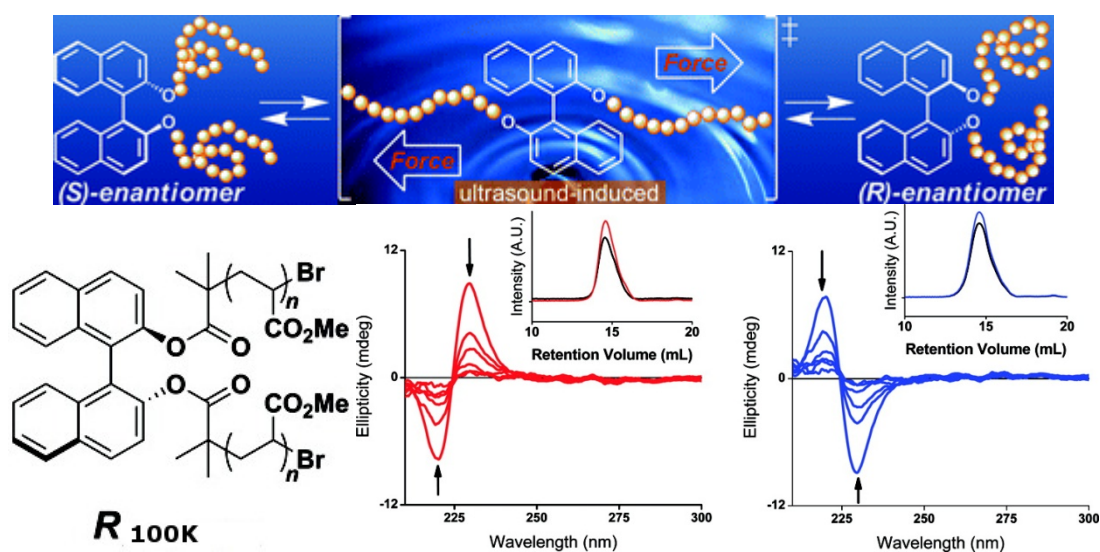 O
O
(S)-enantiomer
Force
O
O
Force
ultrasound-induced
‡
O
O
(R)-enantiomer
Br
n
CO2Me
O
O
O
O
CO2Me
Br
n
R 100K
12
0
-12
Ellipticity (mdeg)
225 250 275 300
Wavelength (nm)
Intensity (A.U.)
10 15 20
Retention Volume (mL)
12
0
-12
Ellipticity (mdeg)
225 250 275 300
Wavelength (nm)
Intensity (A.U.)
10 15 20
Retention Volume (mL)